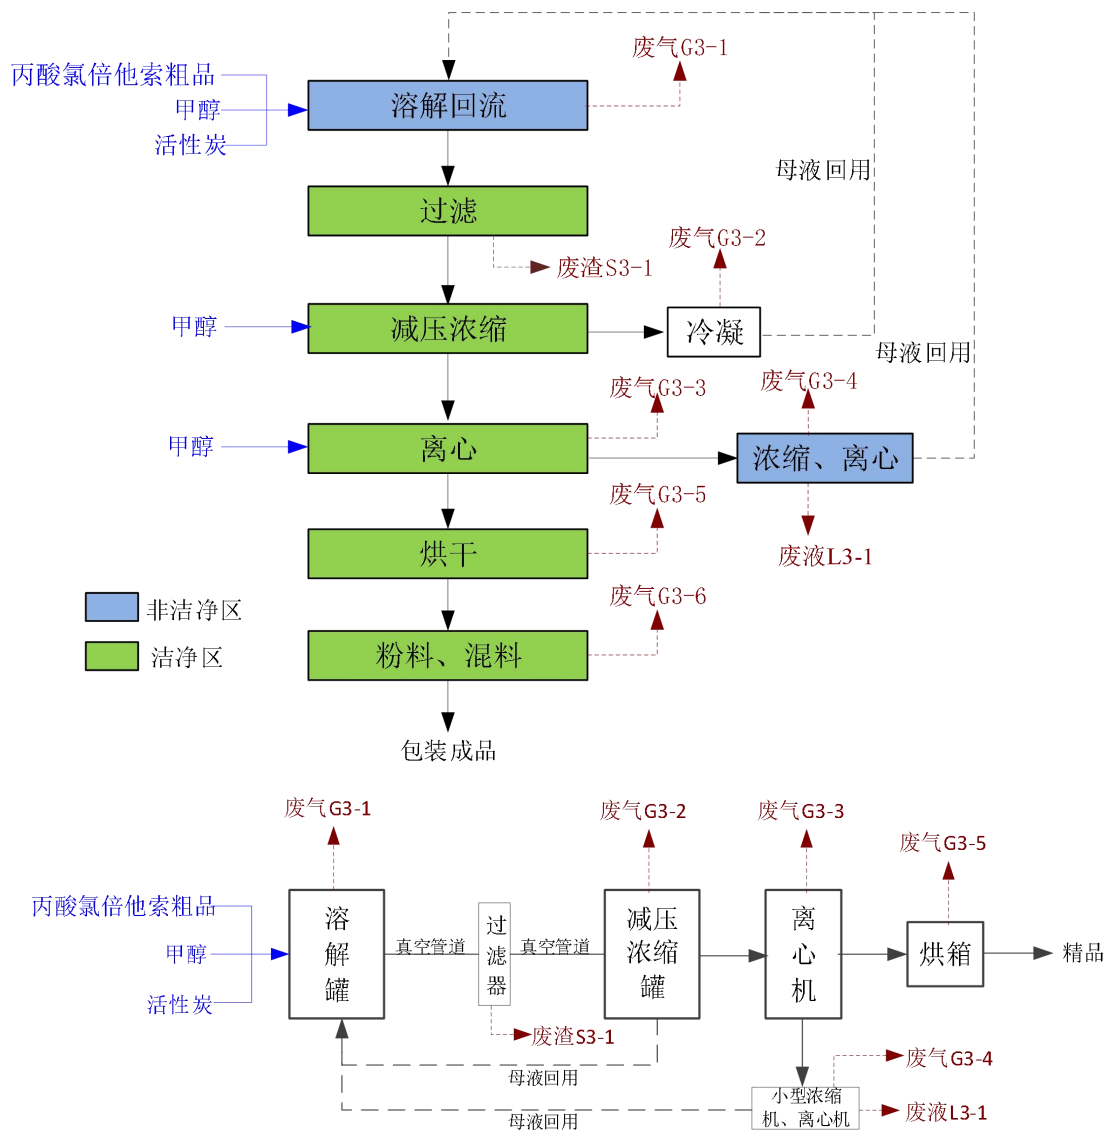 废气G3-1
丙酸氯倍他索粗品
甲醇
活性炭
溶解回流
母液回用
过滤
废气G3-2
废渣S3-1
甲醇
减压浓缩
冷凝
母液回用
废气G3-3
废气G3-4
甲醇
离心
浓缩、离心
废气G3-5
烘干
废液L3-1
废气G3-6
非洁净区
洁净区
粉料、混料
包装成品
废气G3-1
废气G3-2
废气G3-3
废气G3-5
丙酸氯倍他索粗品
甲醇
活性炭
溶
解
罐
真空管道
过
滤
器
真空管道
减压
浓缩
罐
离
心
机
烘箱
精品
废渣S3-1
母液回用
废气G3-4
小型浓缩
机、离心机
废液L3-1
母液回用